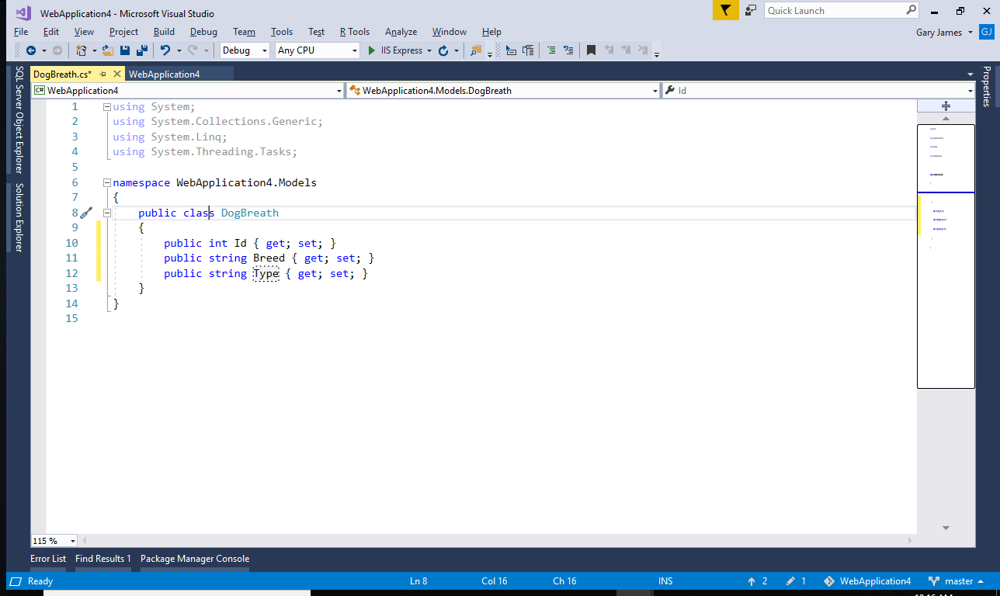 WebApplication4 - Microsoft Visual Studio
Quick Launch
File Edit View Project Build Debug Team Tools Test R Tools Analyze Window Help
Gary James GJ
Debug Any CPU IIS Express
SQL Server Object Explorer
Solution Explorer
DogBreath.cs* WebApplication4
Properties
C# WebApplication4 WebApplication4.Models.DogBreath Id
1 using System;
2 using System.Collections.Generic;
3 using System.Linq;
4 using System.Threading.Tasks;
5
6 namespace WebApplication4.Models
7 {
8 public class DogBreath
9 {
10 public int Id { get; set; }
11 public string Breed { get; set; }
12 public string Type { get; set; }
13 }
14 }
15
115 %
Error List Find Results 1 Package Manager Console
Ready Ln 8 Col 16 Ch 16 INS 2 1 WebApplication4 master